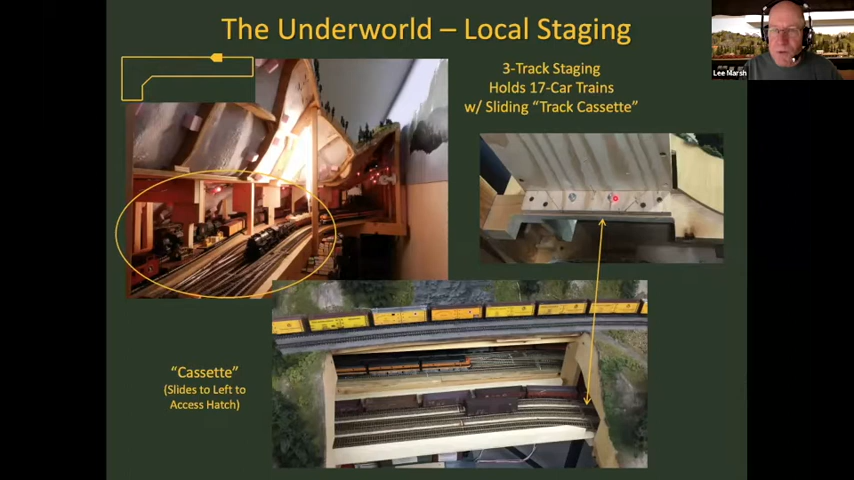 The Underworld – Local Staging
3-Track Staging
Holds 17-Car Trains
w/ Sliding “Track Cassette”
Lee Marsh
“Cassette”
(Slides to Left to
Access Hatch)